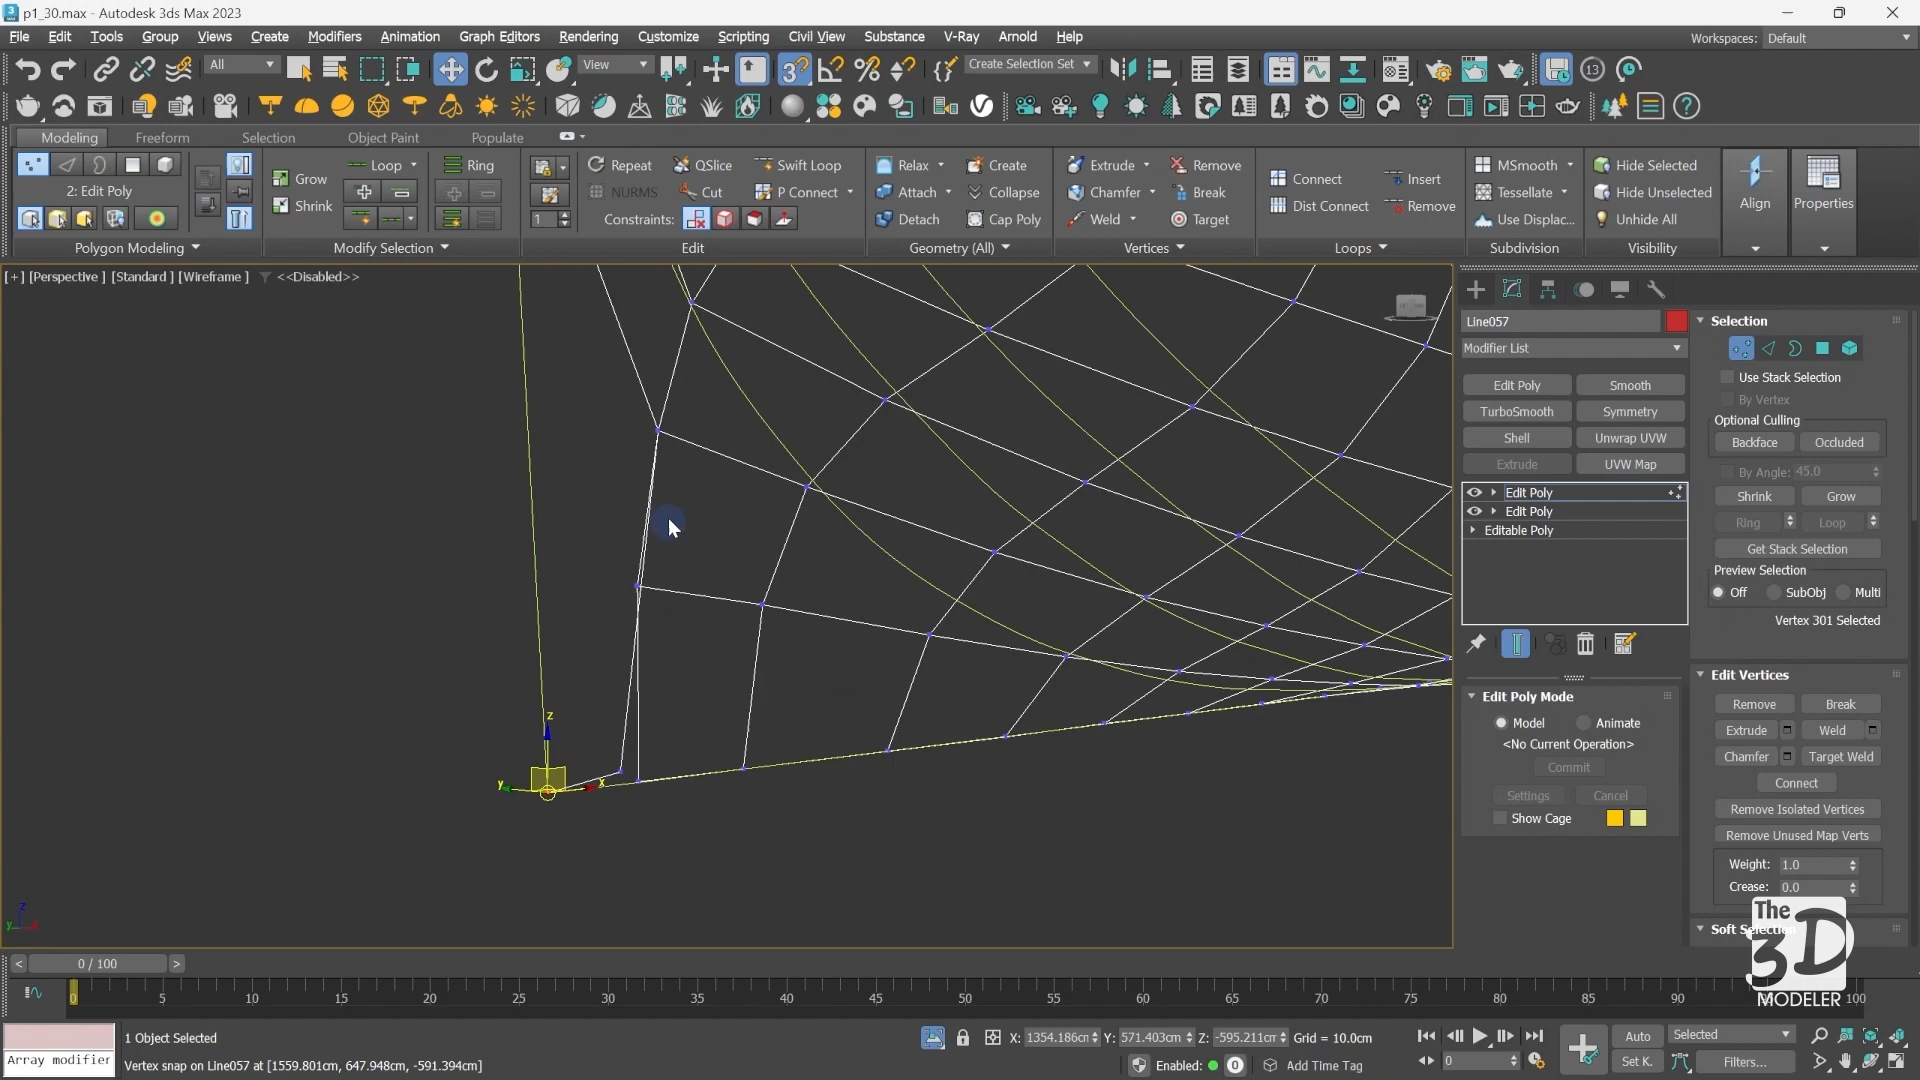 p1_30.max - Autodesk 3ds Max 2023
File Edit Tools Group Views Create Modifiers Animation Graph Editors Rendering Customize Scripting Civil View Substance V-Ray Arnold Help Workspaces: Default
All View Create Selection Set 13
Modeling Freeform Selection Object Paint Populate
Loop Ring Repeat QSlice Swift Loop Relax Create Extrude Remove MSmooth Hide Selected
2: Edit Poly Grow NURMS Cut P Connect Attach Collapse Chamfer Break Connect Insert Tessellate Hide Unselected Align Properties
Shrink 1 Constraints: Detach Cap Poly Weld Target Dist Connect Remove Use Displac... Unhide All
Polygon Modeling Modify Selection Edit Geometry (All) Vertices Loops Subdivision Visibility
[+] [Perspective ] [Standard ] [Wireframe ] <<Disabled>>
z
y x
z
y
Line057
Modifier List
Edit Poly Smooth
TurboSmooth Symmetry
Shell Unwrap UVW
Extrude UVW Map
Edit Poly
Edit Poly
Editable Poly
Edit Poly Mode
Model Animate
<No Current Operation>
Commit
Settings Cancel
Show Cage
Selection
Use Stack Selection
By Vertex
Optional Culling
Backface Occluded
By Angle: 45.0
Shrink Grow
Ring Loop
Get Stack Selection
Preview Selection
Off SubObj Multi
Vertex 301 Selected
Edit Vertices
Remove Break
Extrude Weld
Chamfer Target Weld
Connect
Remove Isolated Vertices
Remove Unused Map Verts
Weight: 1.0
Crease: 0.0
Soft Selection
The
3D
MODELER
< 0 / 100 >
0 5 10 15 20 25 30 35 40 45 50 55 60 65 70 75 80 85 90 100
1 Object Selected X: 1354.186cm Y: 571.403cm Z: -595.211cm Grid = 10.0cm Auto Selected
Array modifier Vertex snap on Line057 at [1559.801cm, 647.948cm, -591.394cm] Enabled: 0 Add Time Tag 0 Set K. Filters...